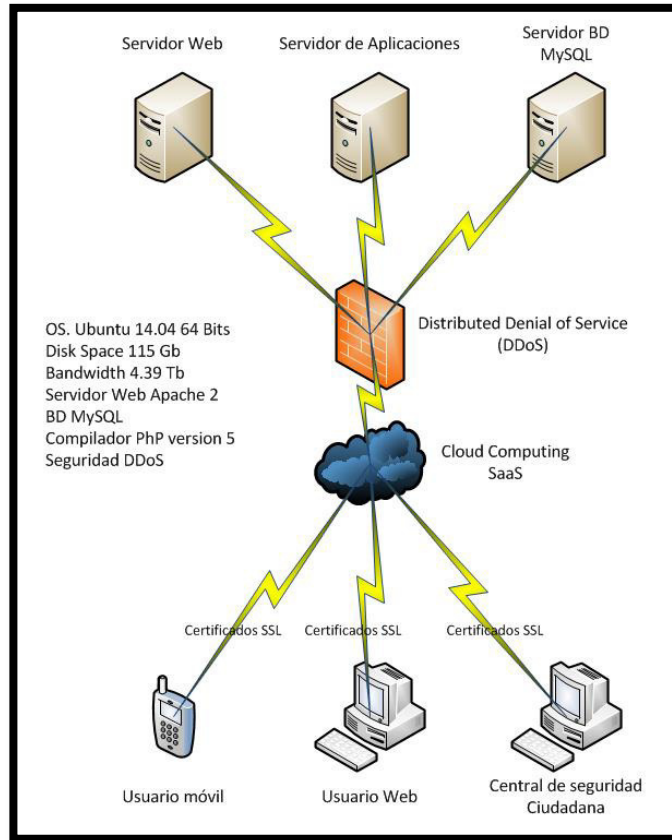 Servidor Web
Servidor de Aplicaciones
Servidor BD
MySQL
OS. Ubuntu 14.04 64 Bits
Disk Space 115 Gb
Bandwidth 4.39 Tb
Servidor Web Apache 2
BD MySQL
Compilador PhP version 5
Seguridad DDoS
Distributed Denial of Service
(DDoS)
Cloud Computing
SaaS
Certificados SSL
Certificados SSL
Certificados SSL
Usuario móvil
Usuario Web
Central de seguridad
Ciudadana